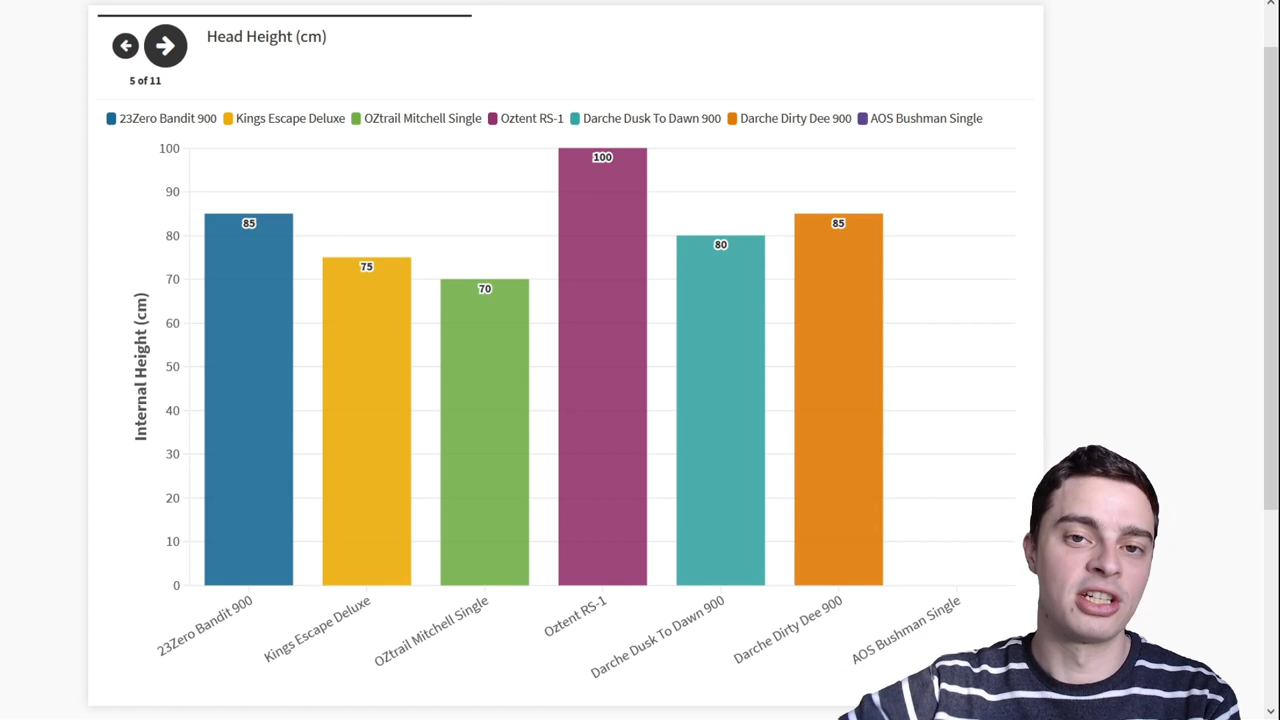 Head Height (cm)
5 of 11
23Zero Bandit 900 Kings Escape Deluxe OZtrail Mitchell Single Oztent RS-1 Darche Dusk To Dawn 900 Darche Dirty Dee 900 AOS Bushman Single
Internal Height (cm)
100
90
80
70
60
50
40
30
20
10
0
85
75
70
100
80
85
23Zero Bandit 900
Kings Escape Deluxe
OZtrail Mitchell Single
Oztent RS-1
Darche Dusk To Dawn 900
Darche Dirty Dee 900
AOS Bushman Single